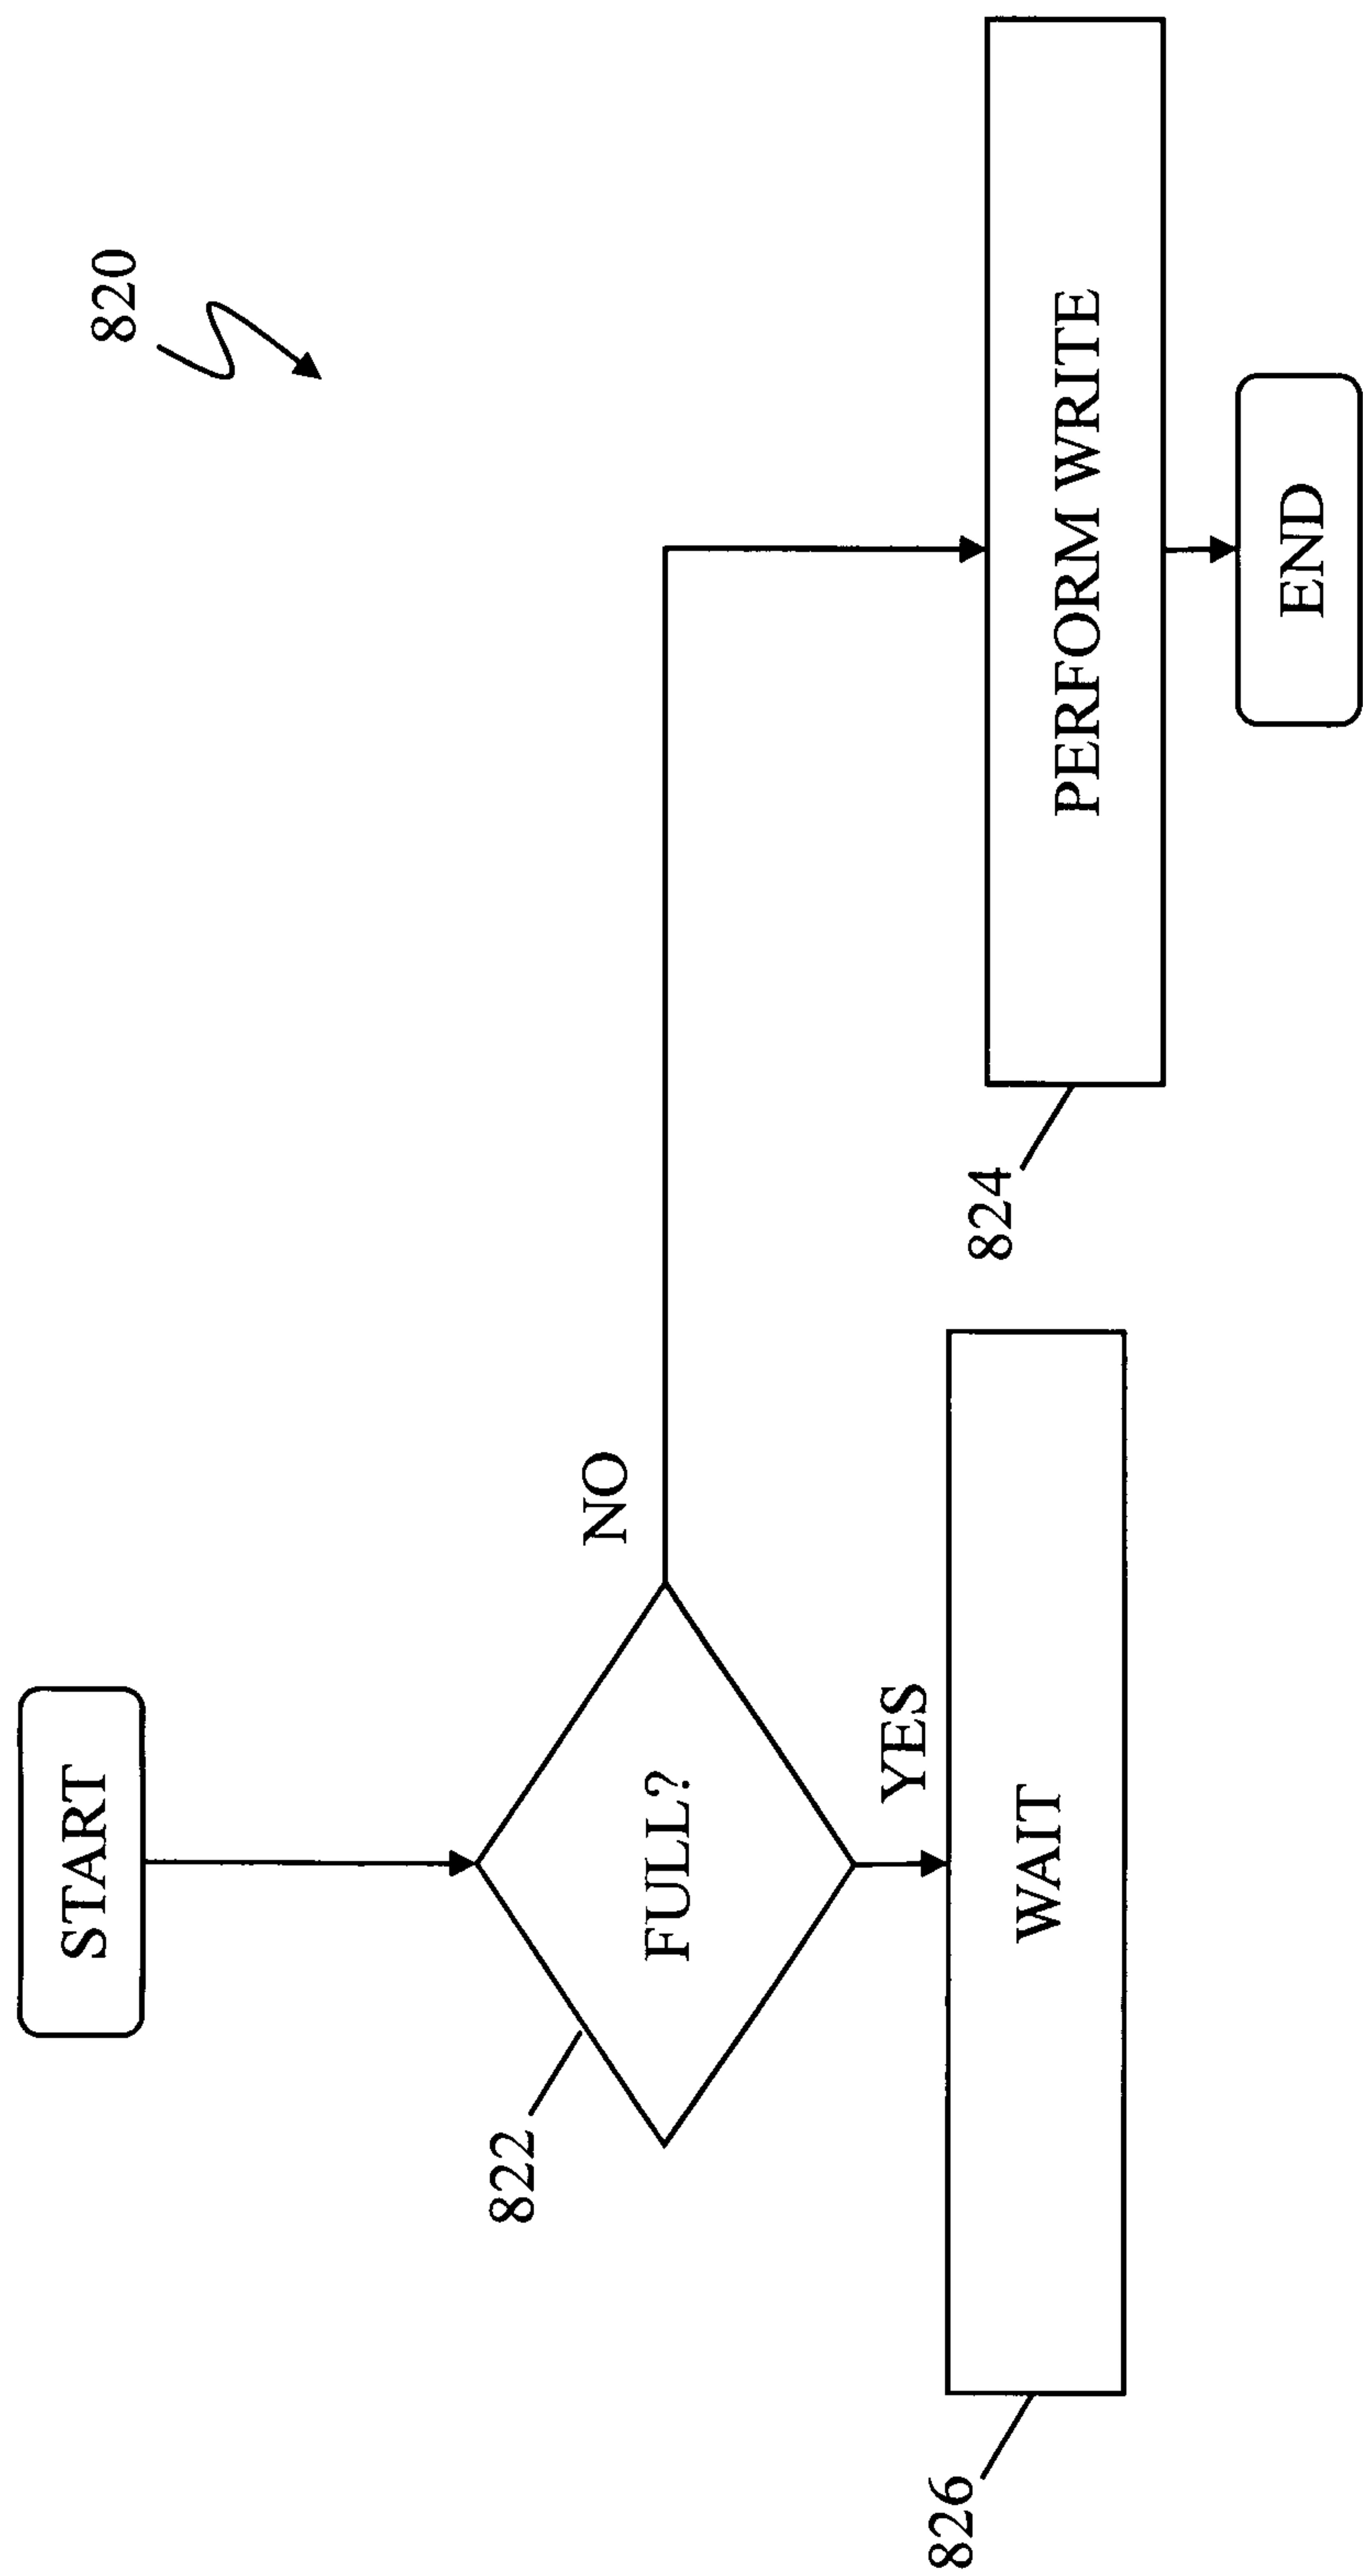 820
START
822
FULL?
NO
YES
826
WAIT
824
PERFORM WRITE
END